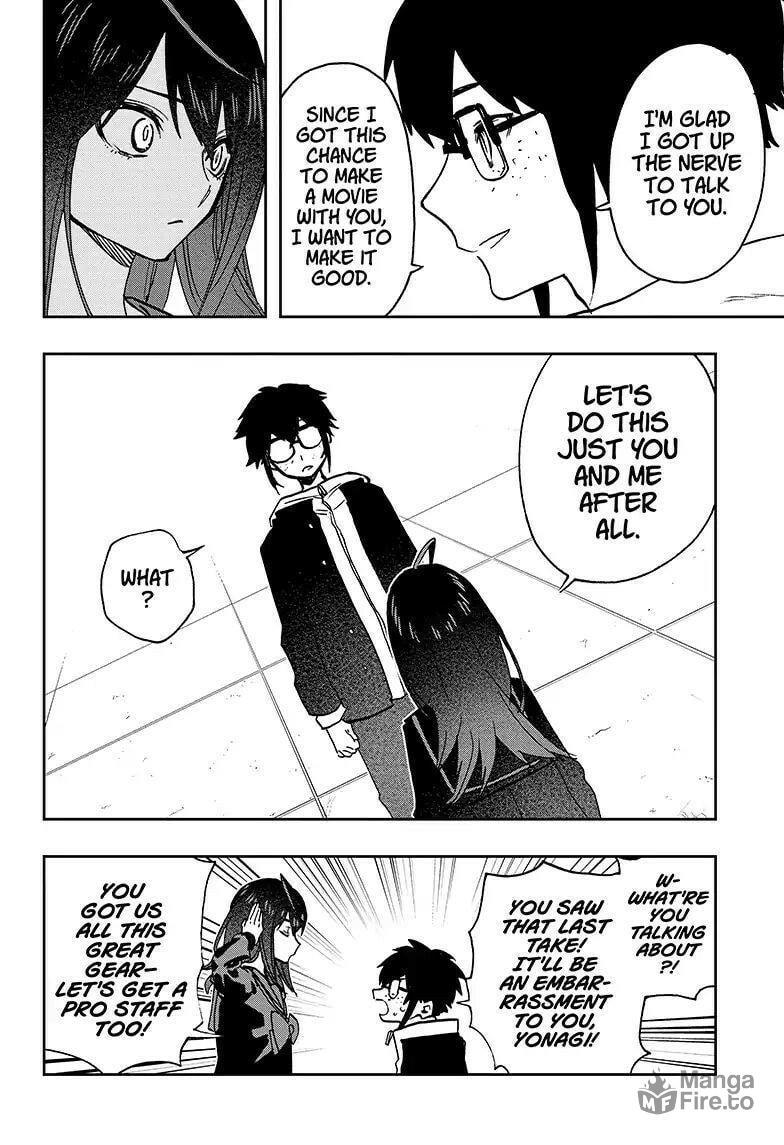 I'M GLAD
I GOT UP
THE NERVE
TO TALK
TO YOU.
SINCE I
GOT THIS
CHANCE
TO MAKE
A MOVIE
WITH YOU,
I WANT TO
MAKE IT
GOOD.
LET'S
DO THIS
JUST YOU
AND ME
AFTER
ALL.
WHAT
?
W-
WHAT'RE
YOU
TALKING
ABOUT
?!
YOU SAW
THAT LAST
TAKE!
IT'LL BE
AN EMBAR-
RASSMENT
TO YOU,
YONAGI!
YOU
GOT US
ALL THIS
GREAT
GEAR–
LET'S GET A
PRO STAFF
TOO!
MF
Manga
Fire.to